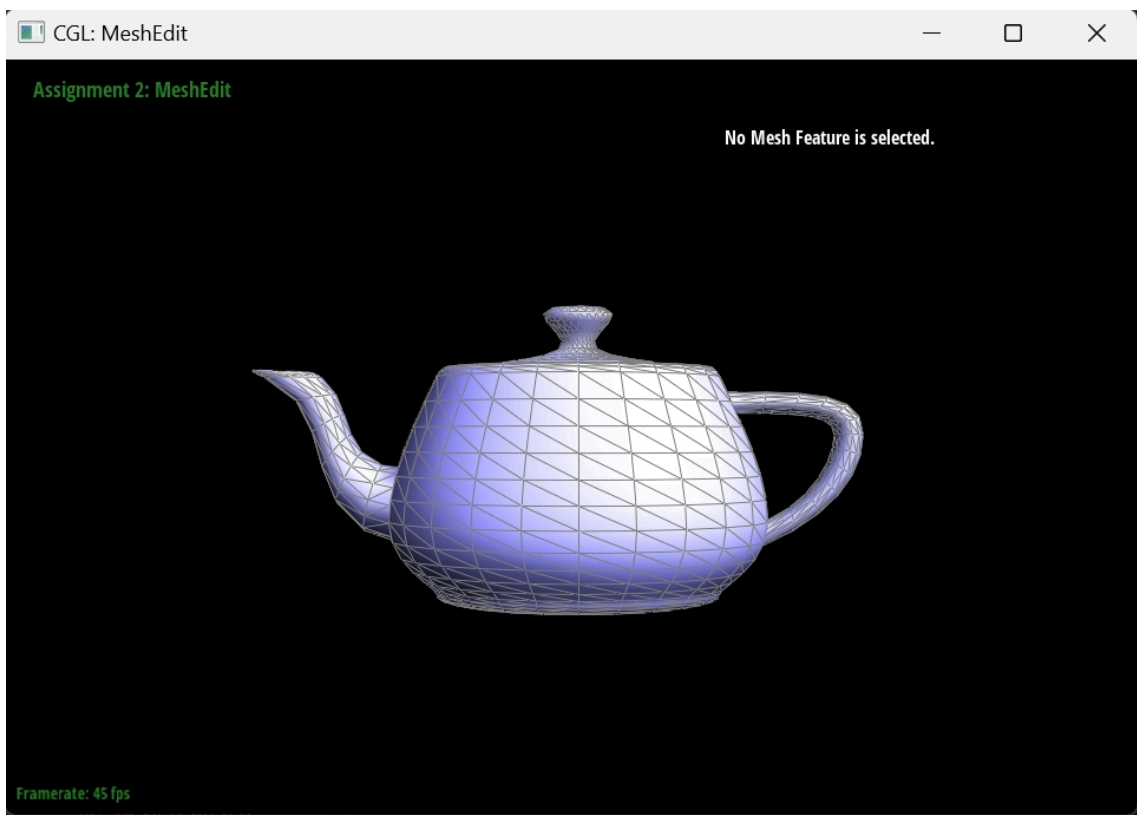 CGL: MeshEdit
Assignment 2: MeshEdit
No Mesh Feature is selected.
Framerate: 45 fps